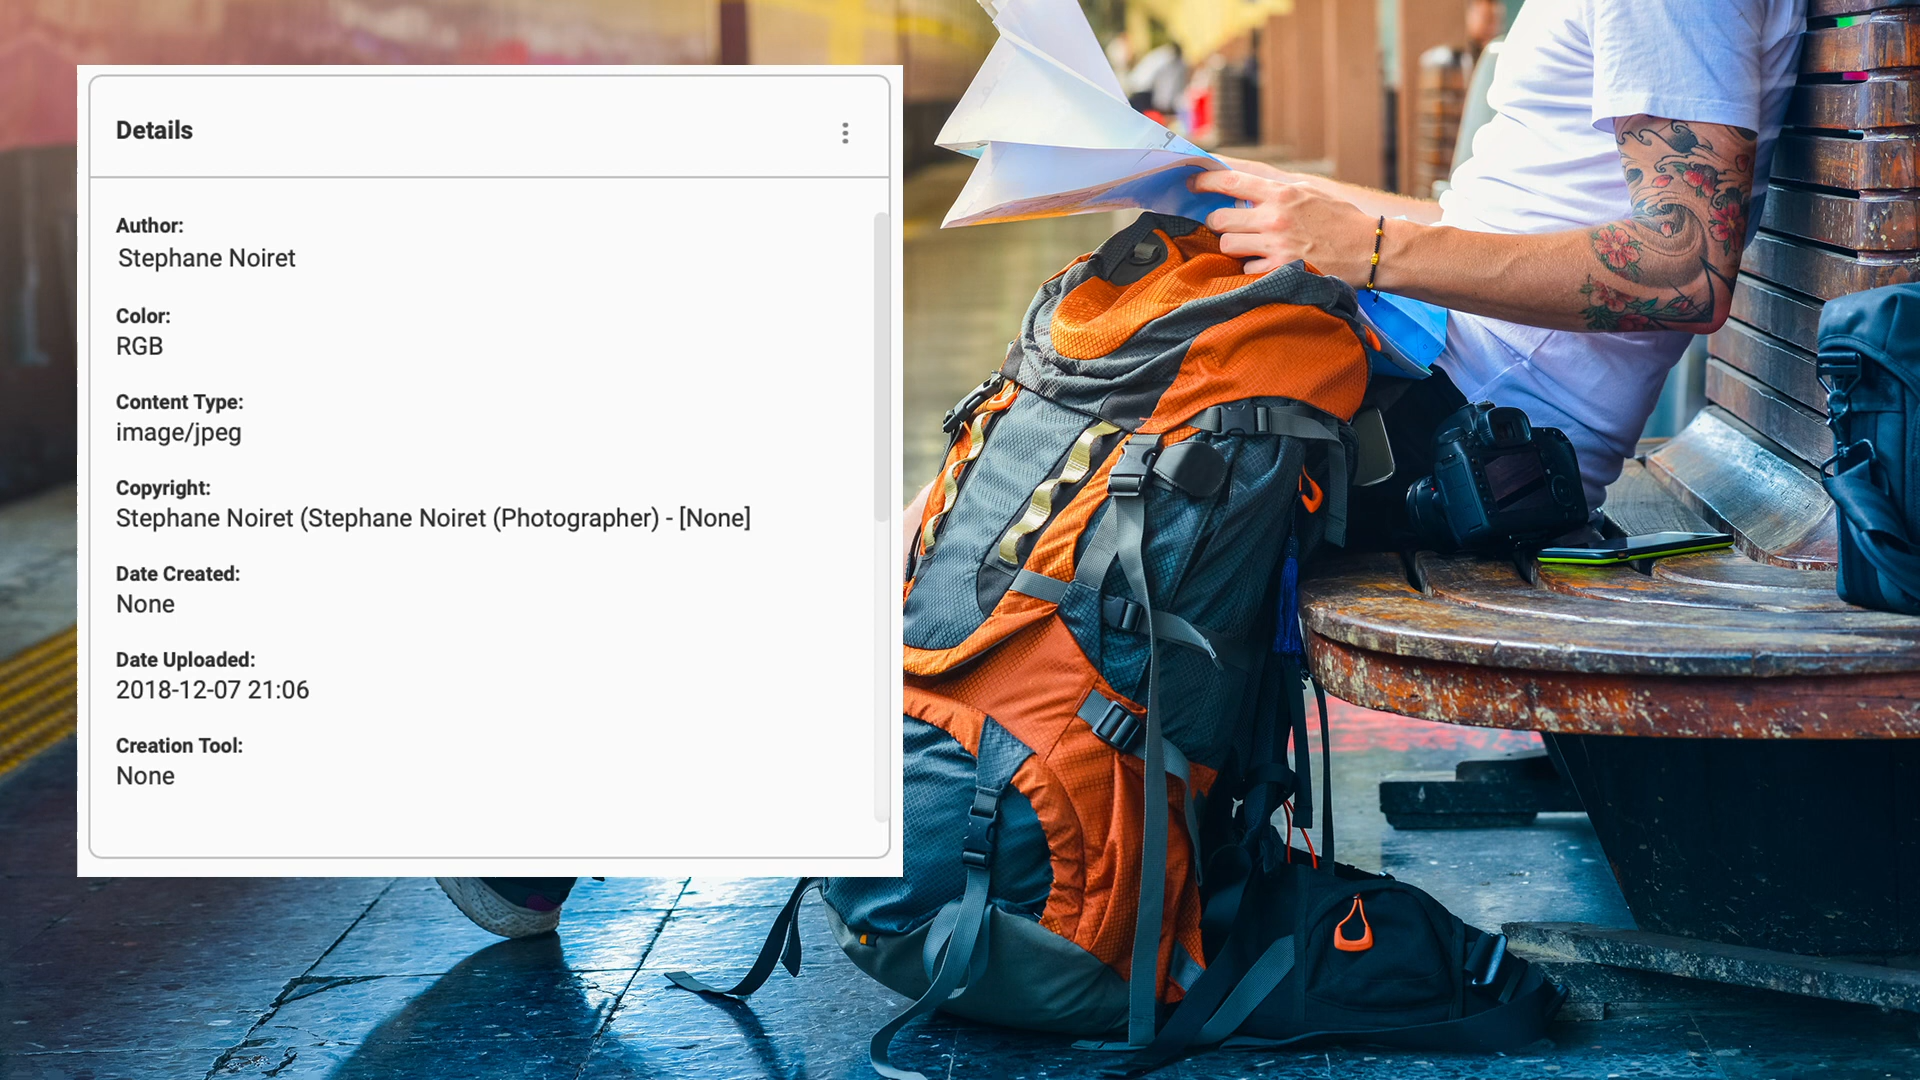 Details
Author:
Stephane Noiret
Color:
RGB
Content Type:
image/jpeg
Copyright:
Stephane Noiret (Stephane Noiret (Photographer) - [None]
Date Created:
None
Date Uploaded:
2018-12-07 21:06
Creation Tool:
None